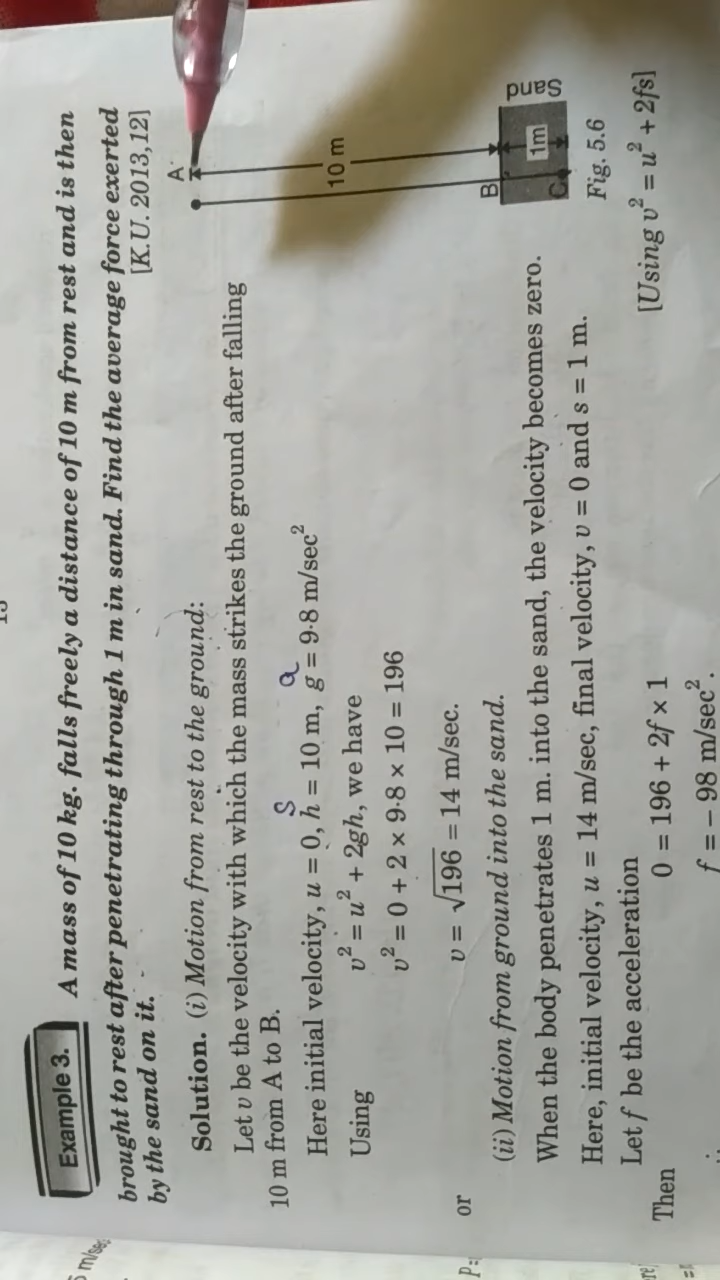 Example 3. A mass of 10 kg. falls freely a distance of 10 m from rest and is then
brought to rest after penetrating through 1 m in sand. Find the average force exerted
by the sand on it. [K.U. 2013,12]
Solution. (i) Motion from rest to the ground:
Let v be the velocity with which the mass strikes the ground after falling
10 m from A to B.
Here initial velocity, u = 0, h = 10 m, g = 9·8 m/sec²
S a
Using v² = u² + 2gh, we have
v² = 0 + 2 × 9·8 × 10 = 196
or v = √196 = 14 m/sec.
(ii) Motion from ground into the sand.
When the body penetrates 1 m. into the sand, the velocity becomes zero.
Here, initial velocity, u = 14 m/sec, final velocity, v = 0 and s = 1 m.
Let f be the acceleration [Using v² = u² + 2fs]
Then 0 = 196 + 2f × 1
f = – 98 m/sec².
A
10 m
B
1m
C
Sand
Fig. 5.6